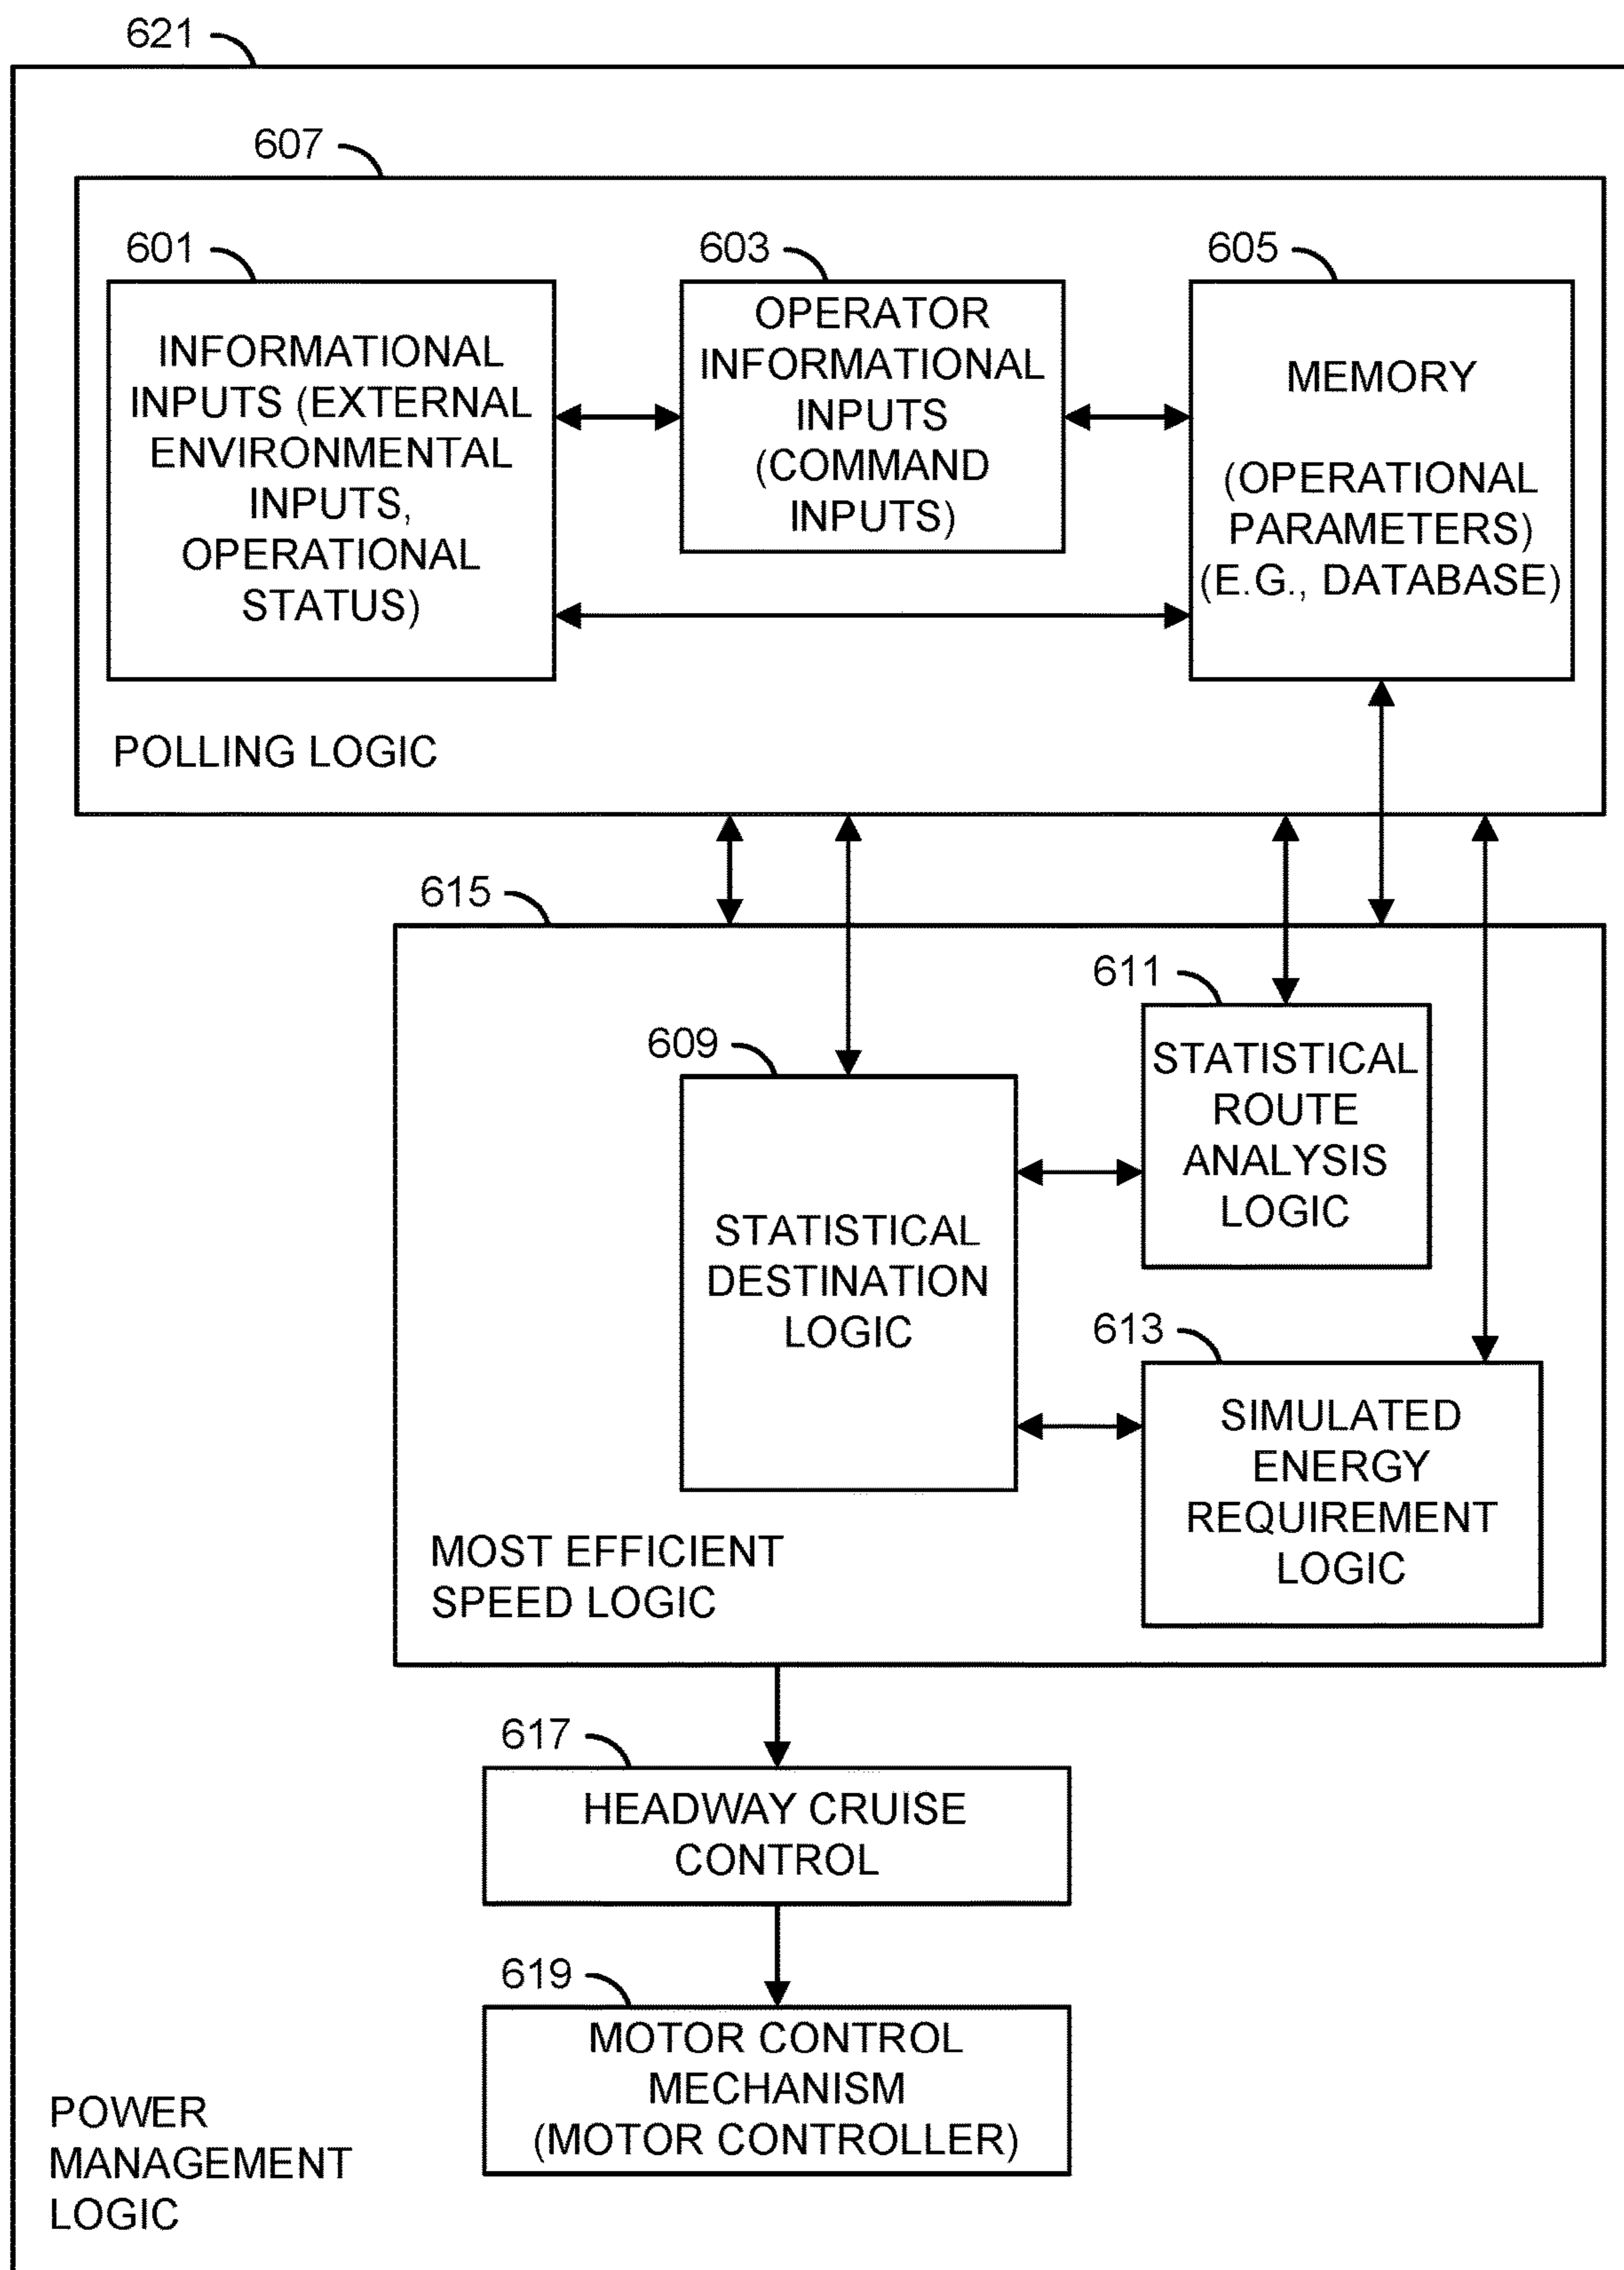 621
607
601
603
605
INFORMATIONAL
INPUTS (EXTERNAL
ENVIRONMENTAL
INPUTS,
OPERATIONAL
STATUS)
OPERATOR
INFORMATIONAL
INPUTS
(COMMAND
INPUTS)
MEMORY
(OPERATIONAL
PARAMETERS)
(E.G., DATABASE)
POLLING LOGIC
615
611
609
STATISTICAL
ROUTE
ANALYSIS
LOGIC
STATISTICAL
DESTINATION
LOGIC
613
SIMULATED
ENERGY
REQUIREMENT
LOGIC
MOST EFFICIENT
SPEED LOGIC
617
HEADWAY CRUISE
CONTROL
619
MOTOR CONTROL
MECHANISM
(MOTOR CONTROLLER)
POWER
MANAGEMENT
LOGIC